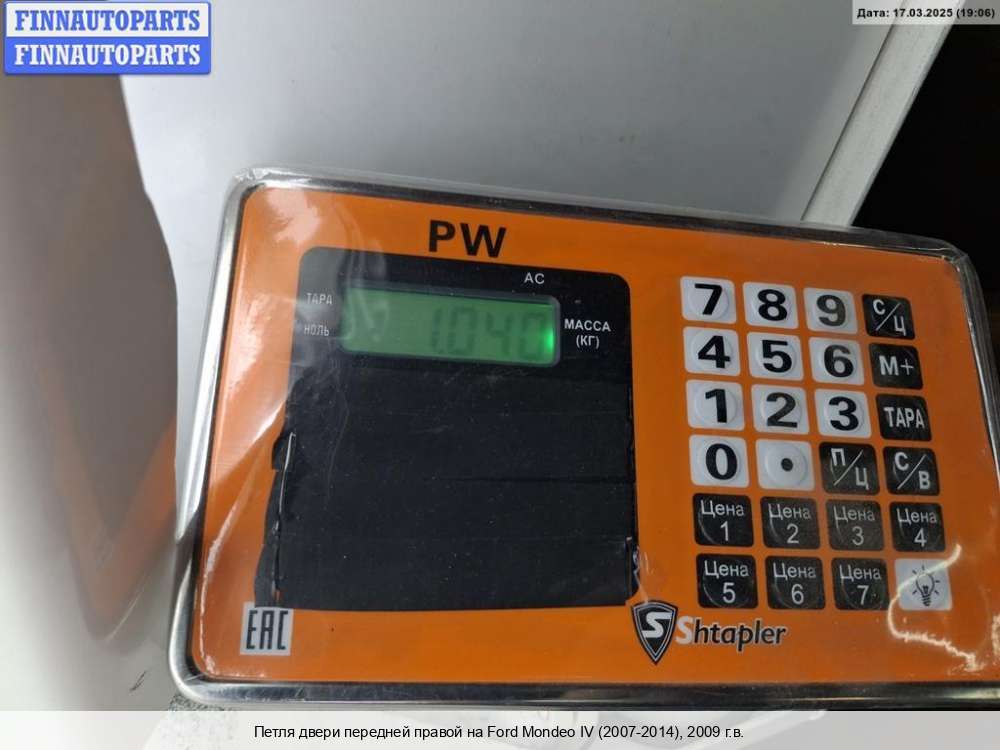 FINNAUTOPARTS
FINNAUTOPARTS
Дата: 17.03.2025 (19:06)
PW
AC
ТАРА
НОЛЬ
1.040
МАССА
(КГ)
7 8 9 С/Ц
4 5 6 М+
1 2 3 ТАРА
0 . П/Ц С/В
Цена 1 Цена 2 Цена 3 Цена 4
Цена 5 Цена 6 Цена 7
EAC
S Shtapler
Петля двери передней правой на Ford Mondeo IV (2007-2014), 2009 г.в.